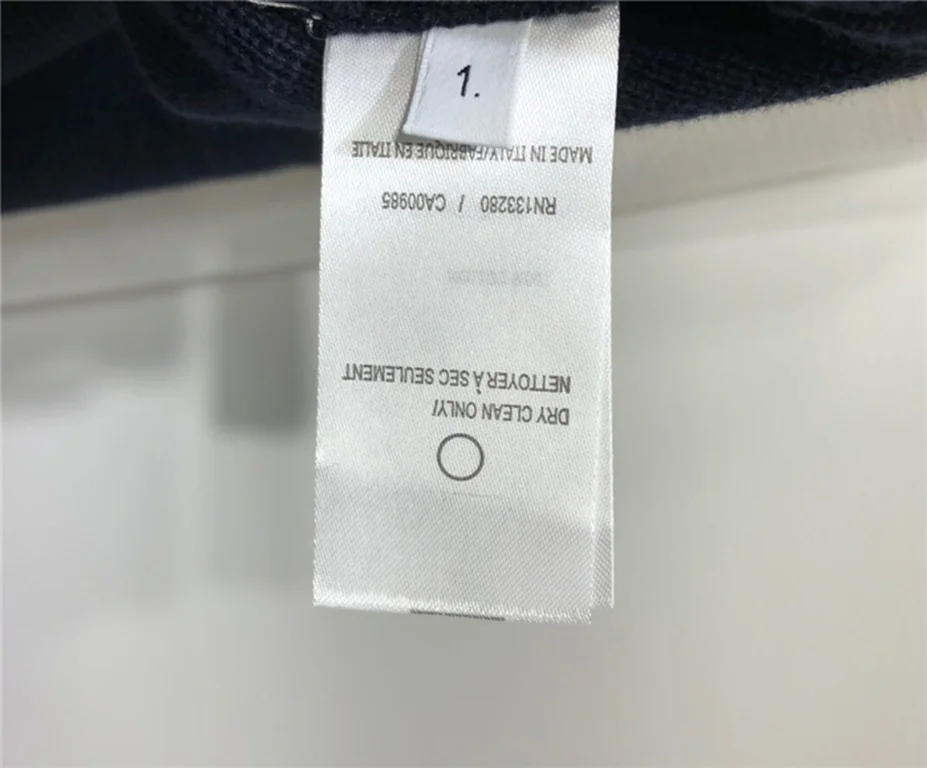 1.
DRY CLEAN ONLY/
NETTOYER À SEC SEULEMENT
RN133280 / CA00985
MADE IN ITALY/FABRIQUE EN ITALIE